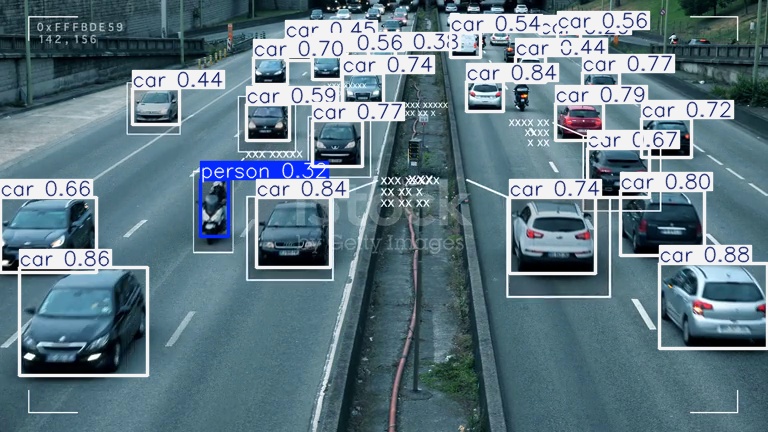 0xFFFBDE59
142,156
car 0.45
car 0.54
car 0.56
car 0.70
0.56
0.38
car 0.44
car 0.44
car 0.74
car 0.84
car 0.77
car 0.59
car 0.77
car 0.79
car 0.72
XXX XXXXX
car 0.67
person 0.32
car 0.66
car 0.84
car 0.74
car 0.80
iStock
by Getty Images
car 0.86
car 0.88